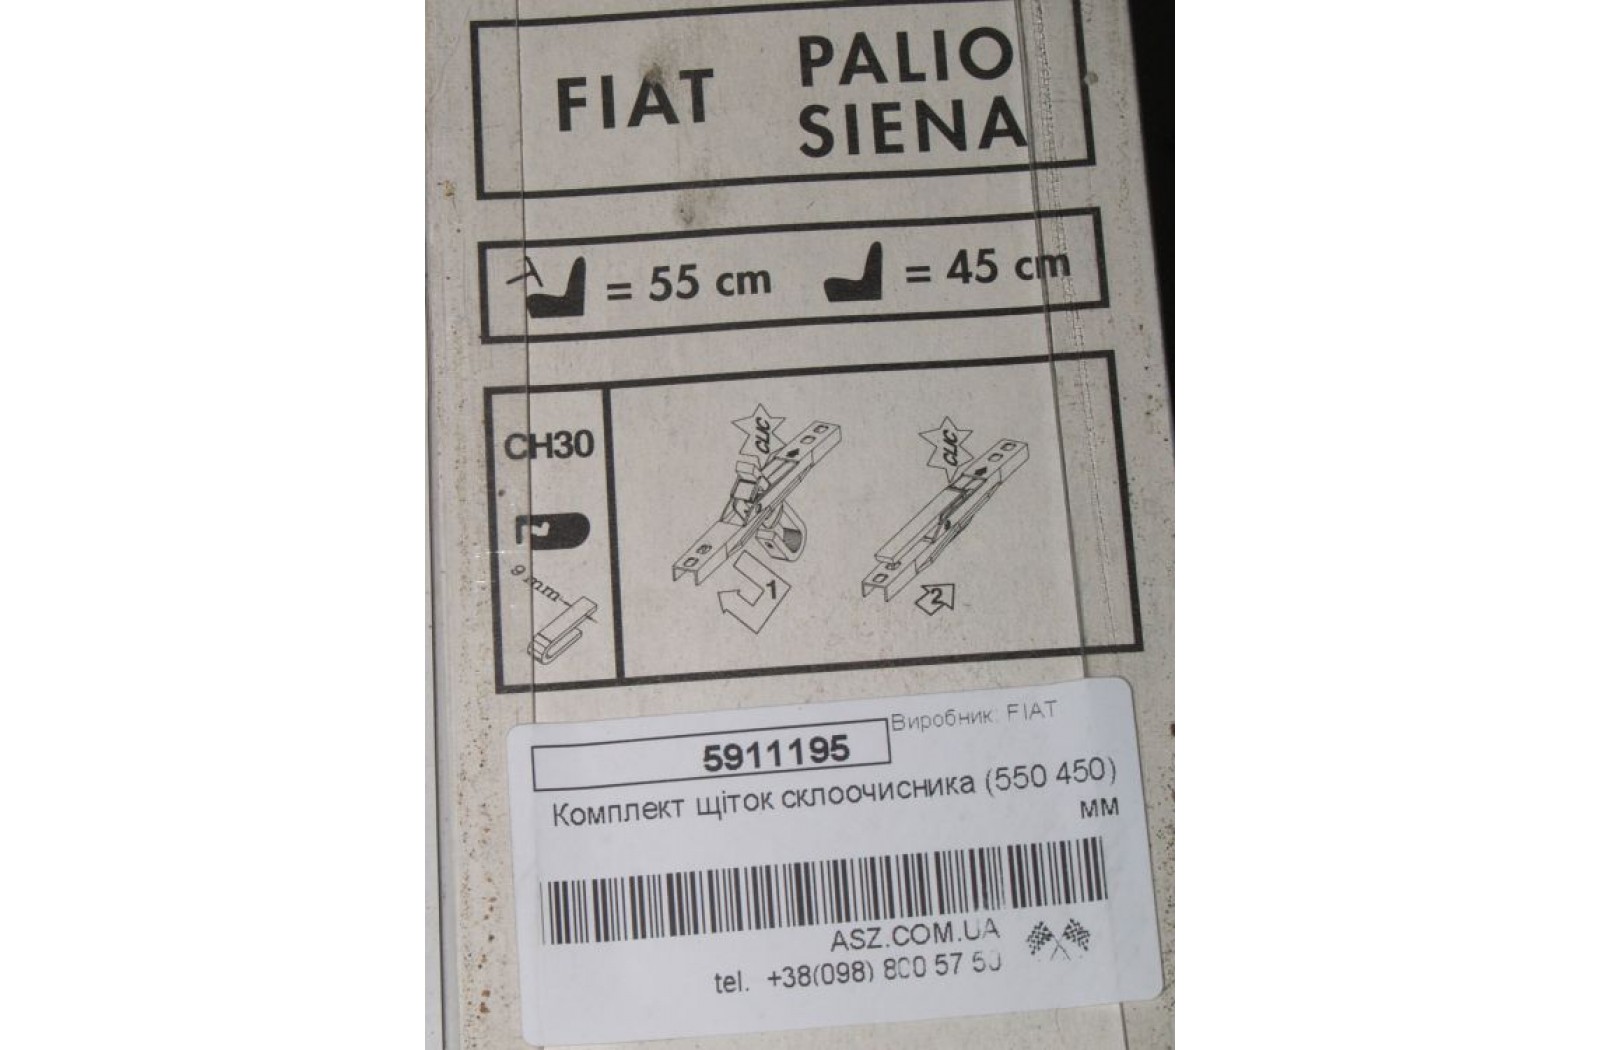 FIAT
PALIO
SIENA
= 55 cm
= 45 cm
CH30
9 mm
CLIC
1
CLIC
2
5911195
Виробник: FIAT
Комплект щіток склоочисника (550 450)
мм
ASZ.COM.UA
tel. +38(098) 800 57 50